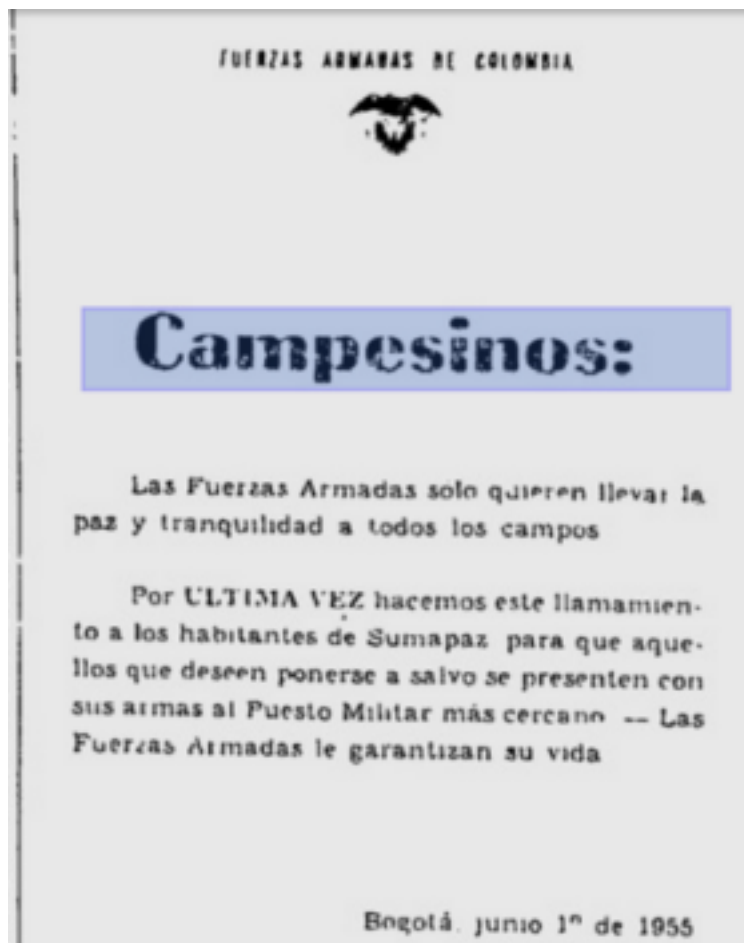 FUERZAS ARMADAS DE COLOMBIA
Campesinos:
Las Fuerzas Armadas solo quieren llevar la
paz y tranquilidad a todos los campos
Por ULTIMA VEZ hacemos este llamamien-
to a los habitantes de Sumapaz para que aque-
llos que deseen ponerse a salvo se presenten con
sus armas al Puesto Militar más cercano -- Las
Fuerzas Armadas le garantizan su vida
Bogotá, junio 1º de 1955